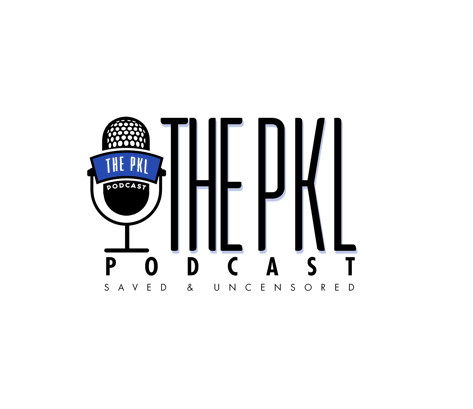 THE PKL
PODCAST
THE PKL
PODCAST
SAVED & UNCENSORED